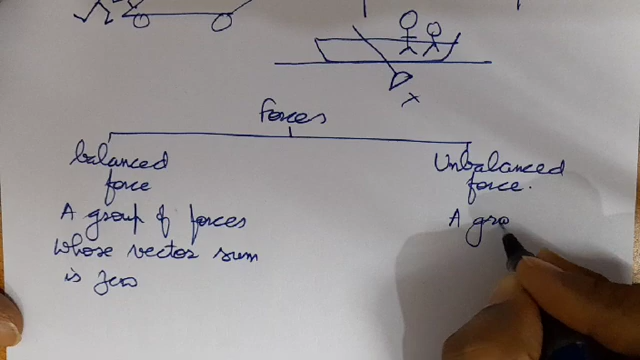 Forces
balanced
force
A group of forces
whose vector sum
is zero
Unbalanced
force.
A gro